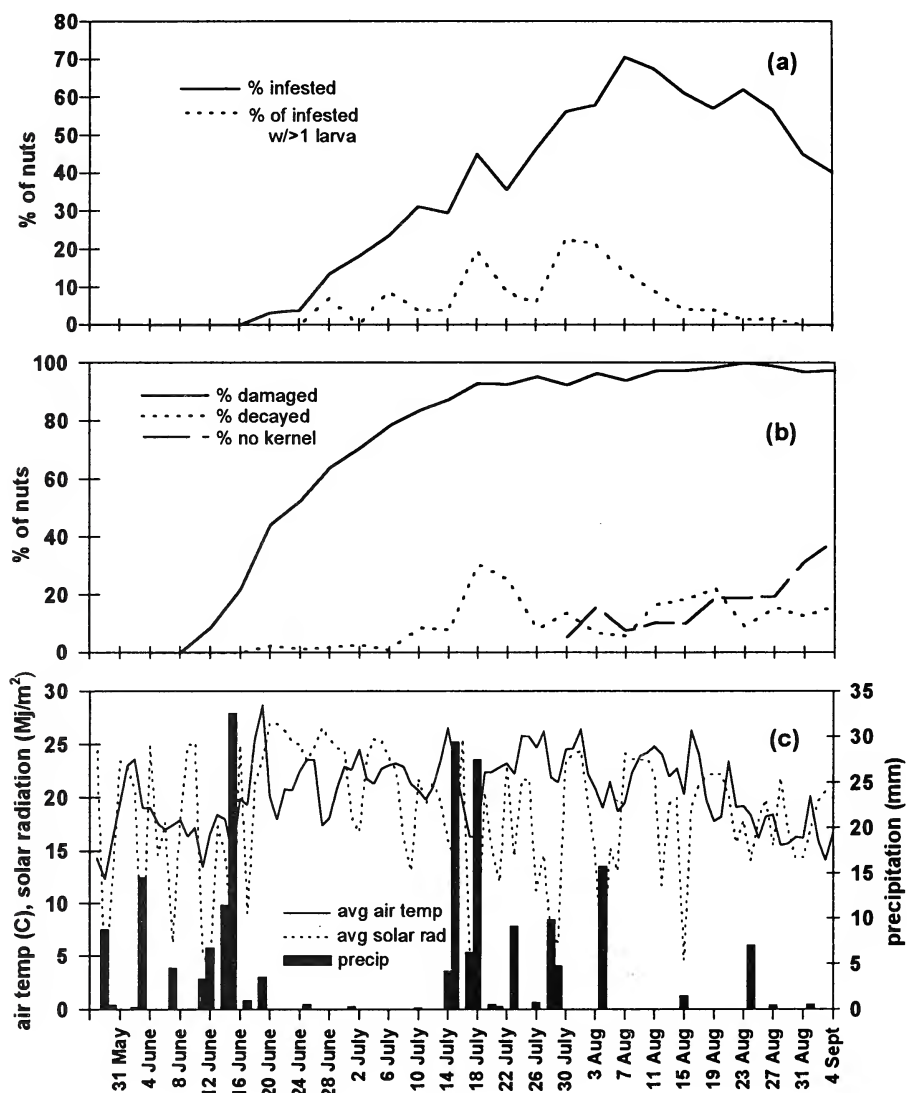 80
70
60
50
40
30
20
10
0
% of nuts
(a)
% infested
% of infested
w/>1 larva
100
80
60
40
20
0
% of nuts
(b)
% damaged
% decayed
% no kernel
30
25
20
15
10
5
0
air temp (C), solar radiation (Mj/m²)
(c)
avg air temp
avg solar rad
precip
35
30
25
20
15
10
5
0
precipitation (mm)
31 May
4 June
8 June
12 June
16 June
20 June
24 June
28 June
2 July
6 July
10 July
14 July
18 July
22 July
26 July
30 July
3 Aug
7 Aug
11 Aug
15 Aug
19 Aug
23 Aug
27 Aug
31 Aug
4 Sept